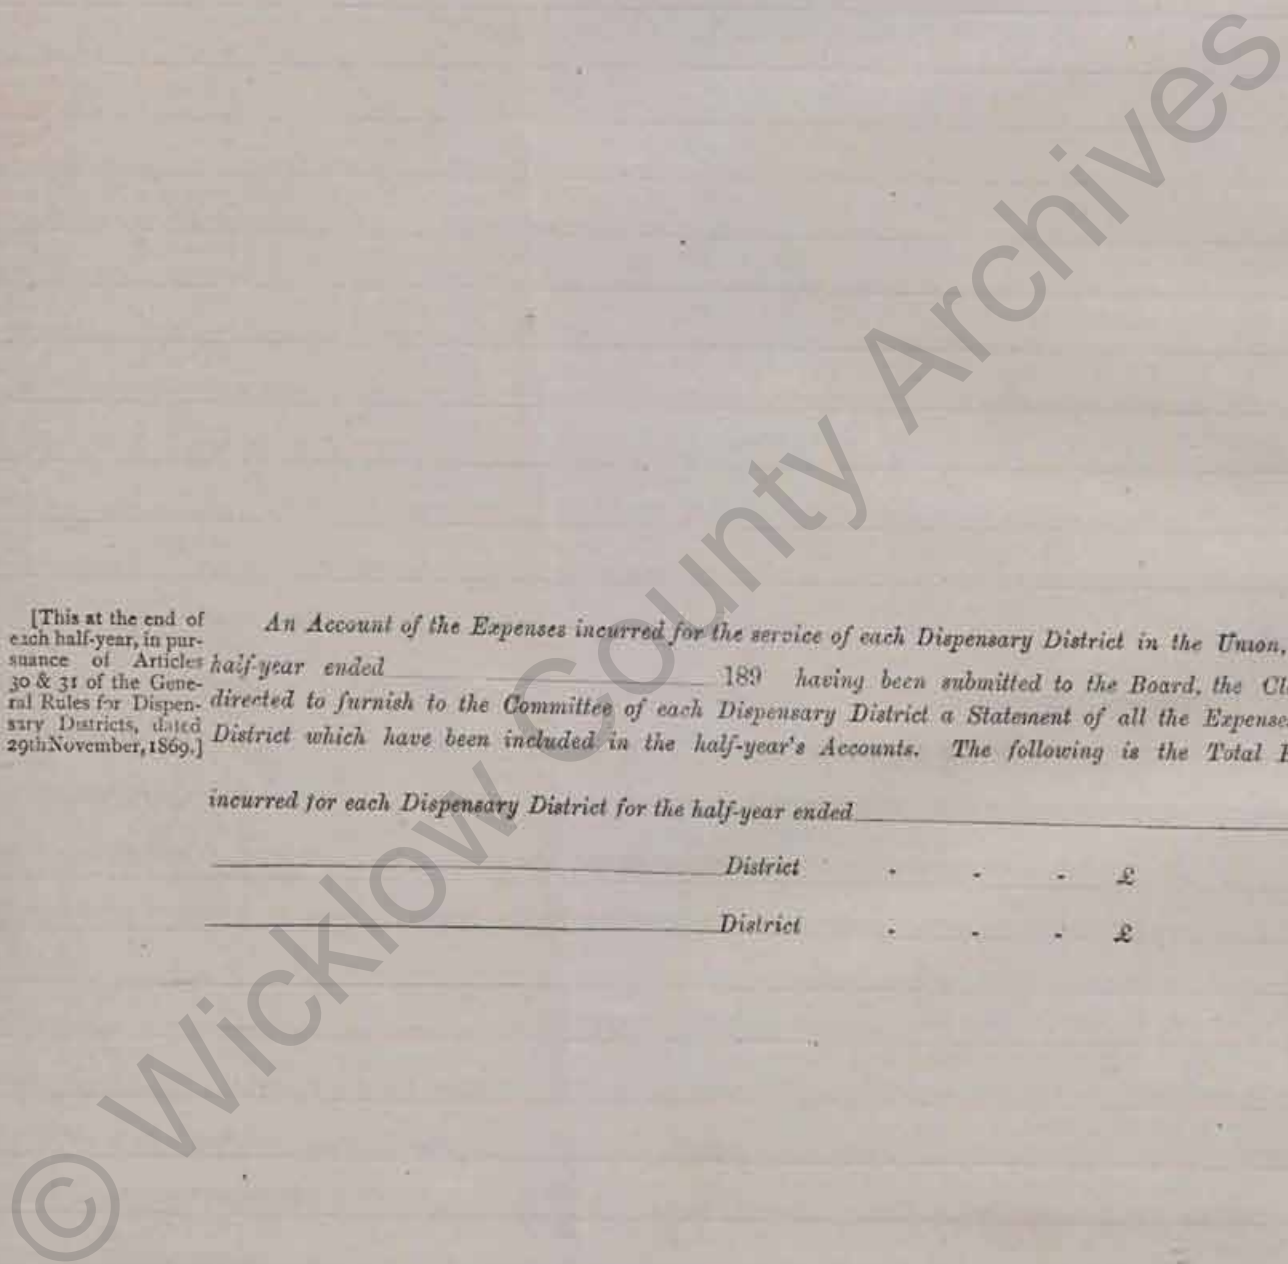 [This at the end of
each half-year, in pur-
suance of Articles
30 & 31 of the Gene-
ral Rules for Dispen-
sary Districts, dated
29th November, 1869.]
An Account of the Expenses incurred for the service of each Dispensary District in the Union,
half-year ended 189 having been submitted to the Board, the Cl
directed to furnish to the Committee of each Dispensary District a Statement of all the Expense
District which have been included in the half-year's Accounts. The following is the Total E
incurred for each Dispensary District for the half-year ended
District - - - £
District - - - £
© Wicklow County Archives